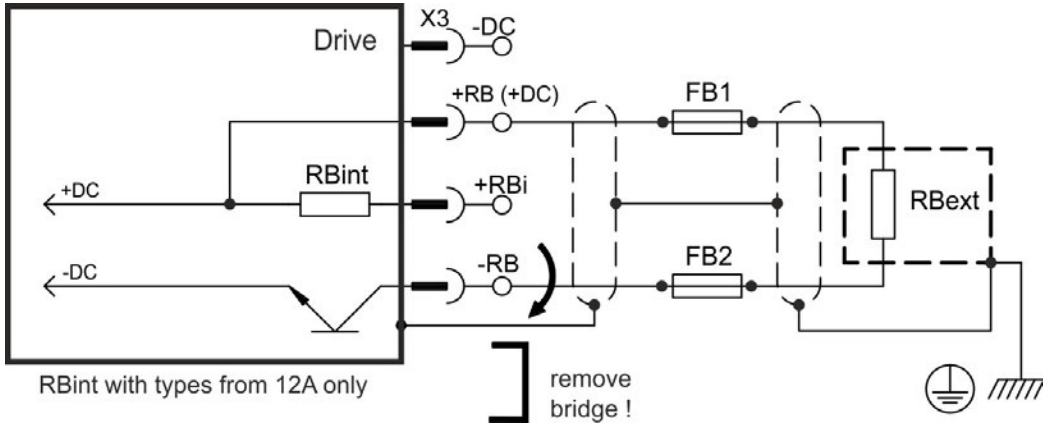 Drive
X3
-DC
+RB (+DC)
FB1
RBint
+DC
+RBi
RBext
-DC
-RB
FB2
RBint with types from 12A only
remove
bridge !